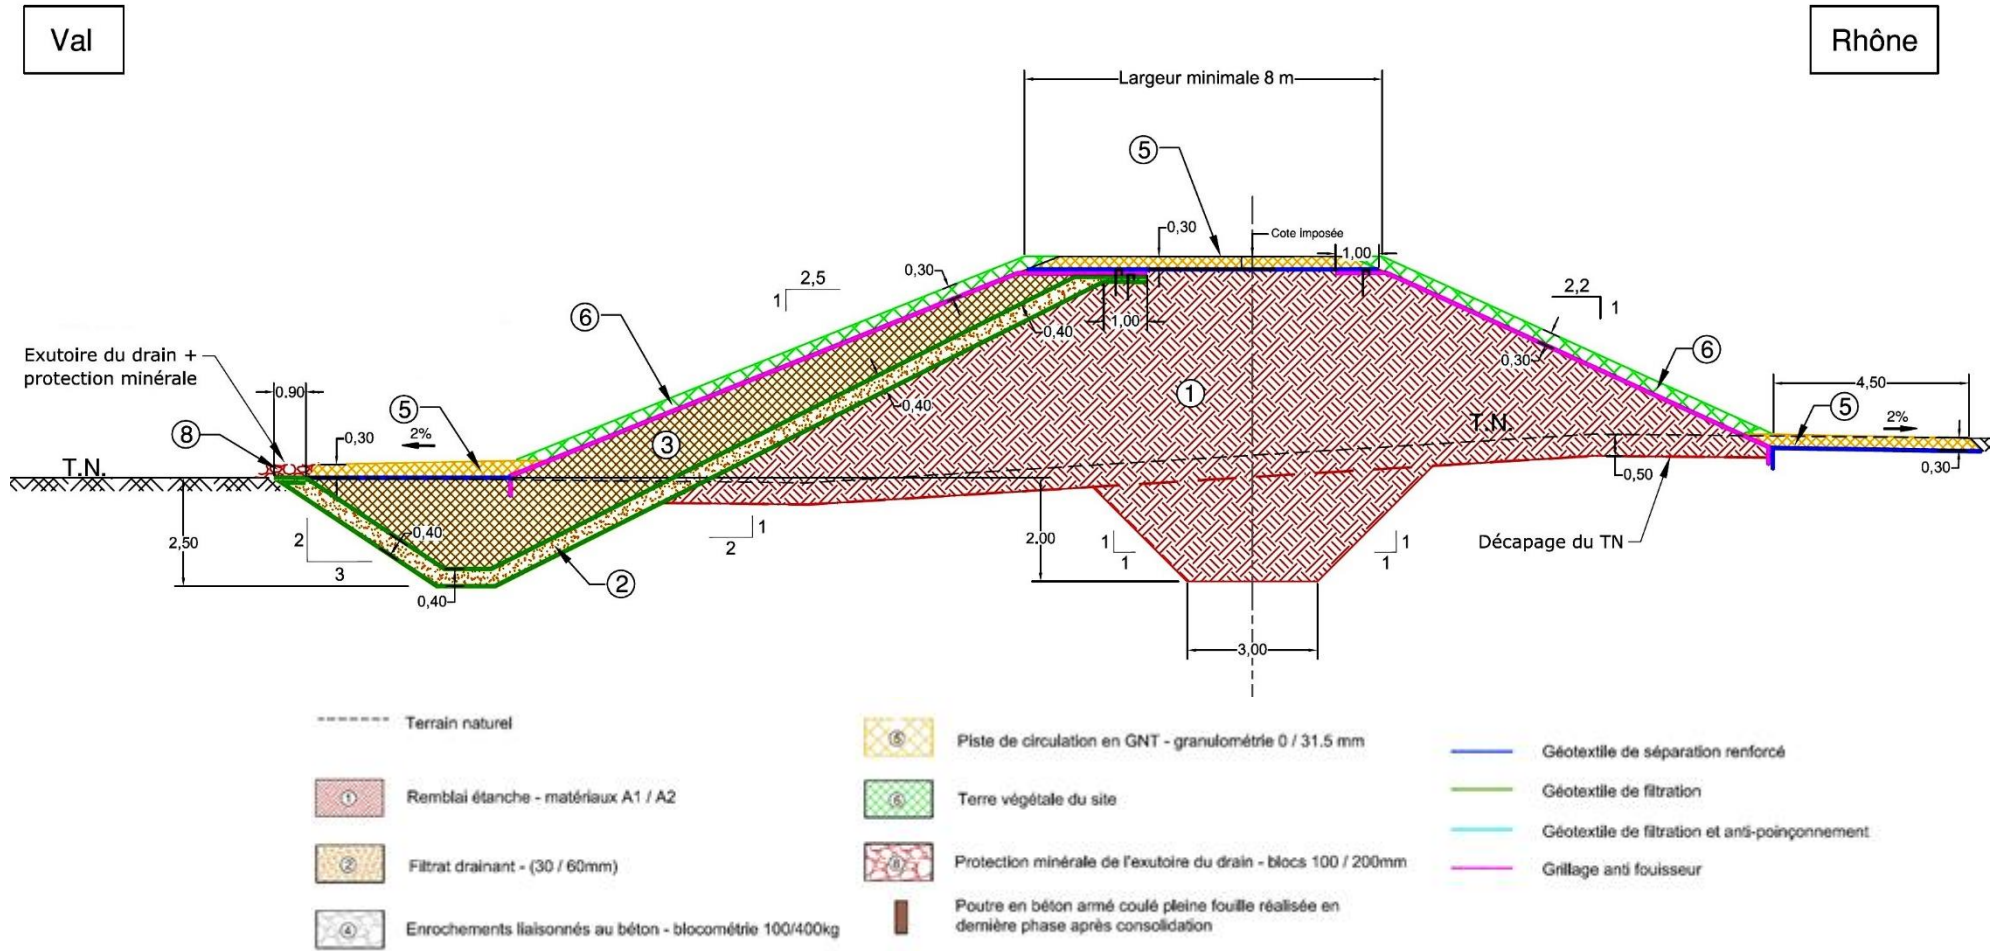 Val
Rhône
Largeur minimale 8 m
5
0,30
Cote imposée
1,00
2,5
1
0,30
2,2
1
6
0,40
1,00
0,30
6
Exutoire du drain +
protection minérale
0,90
5
0,40
1
4,50
5
2%
8
0,30
2%
3
T.N.
T.N.
0,50
0,30
2,50
2
3
0,40
1
2
2.00
1
1
1
1
Décapage du TN
0,40
2
3,00
Terrain naturel
1 Remblai étanche - matériaux A1 / A2
2 Filtrat drainant - (30 / 60mm)
4 Enrochements liaisonnés au béton - blocométrie 100/400kg
5 Piste de circulation en GNT - granulométrie 0 / 31.5 mm
6 Terre végétale du site
8 Protection minérale de l'exutoire du drain - blocs 100 / 200mm
Poutre en béton armé coulé pleine fouille réalisée en
dernière phase après consolidation
Géotextile de séparation renforcé
Géotextile de filtration
Géotextile de filtration et anti-poinçonnement
Grillage anti fouisseur